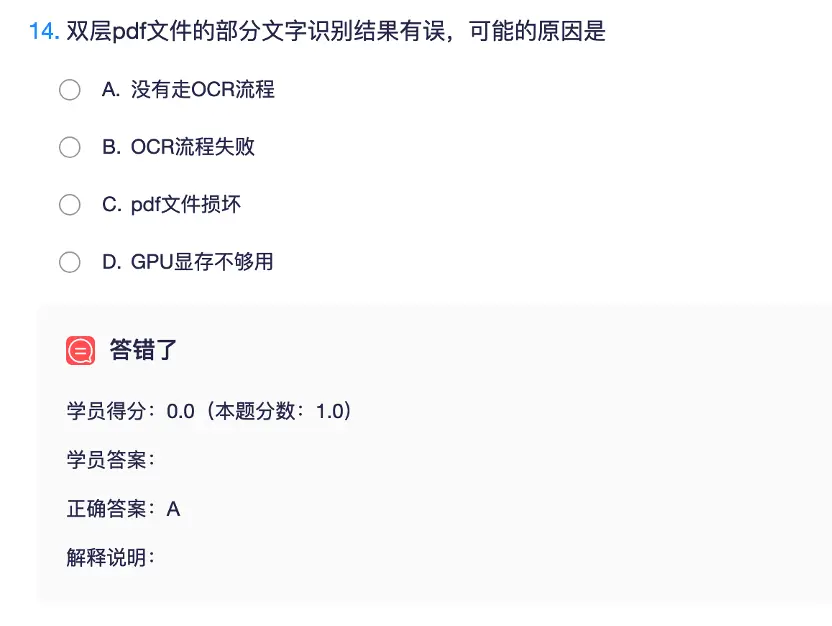 14. 双层pdf文件的部分文字识别结果有误，可能的原因是
A. 没有走OCR流程
B. OCR流程失败
C. pdf文件损坏
D. GPU显存不够用
答错了
学员得分：0.0（本题分数：1.0）
学员答案：
正确答案：A
解释说明：